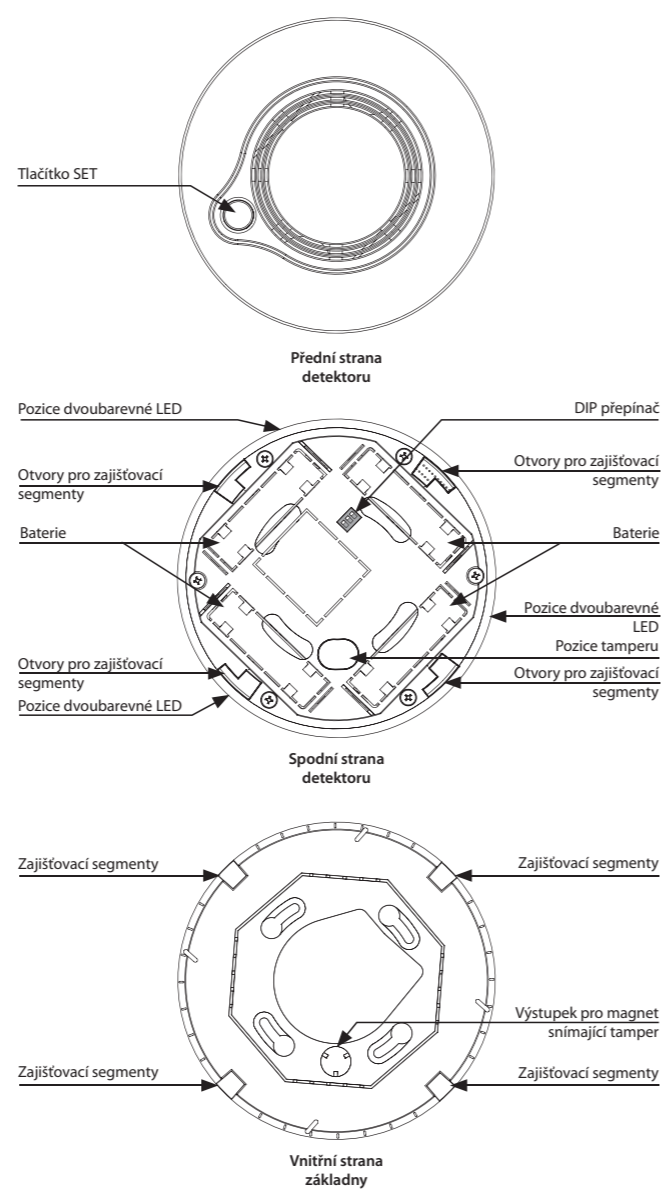 Tlačítko SET
Přední strana
detektoru
Pozice dvoubarevné LED
DIP přepínač
Otvory pro zajišťovací
segmenty
Otvory pro zajišťovací
segmenty
Baterie
Baterie
Pozice dvoubarevné
LED
Pozice tamperu
Otvory pro zajišťovací
segmenty
Otvory pro zajišťovací
segmenty
Pozice dvoubarevné LED
Spodní strana
detektoru
Zajišťovací segmenty
Zajišťovací segmenty
Výstupek pro magnet
snímající tamper
Zajišťovací segmenty
Zajišťovací segmenty
Vnitřní strana
základny